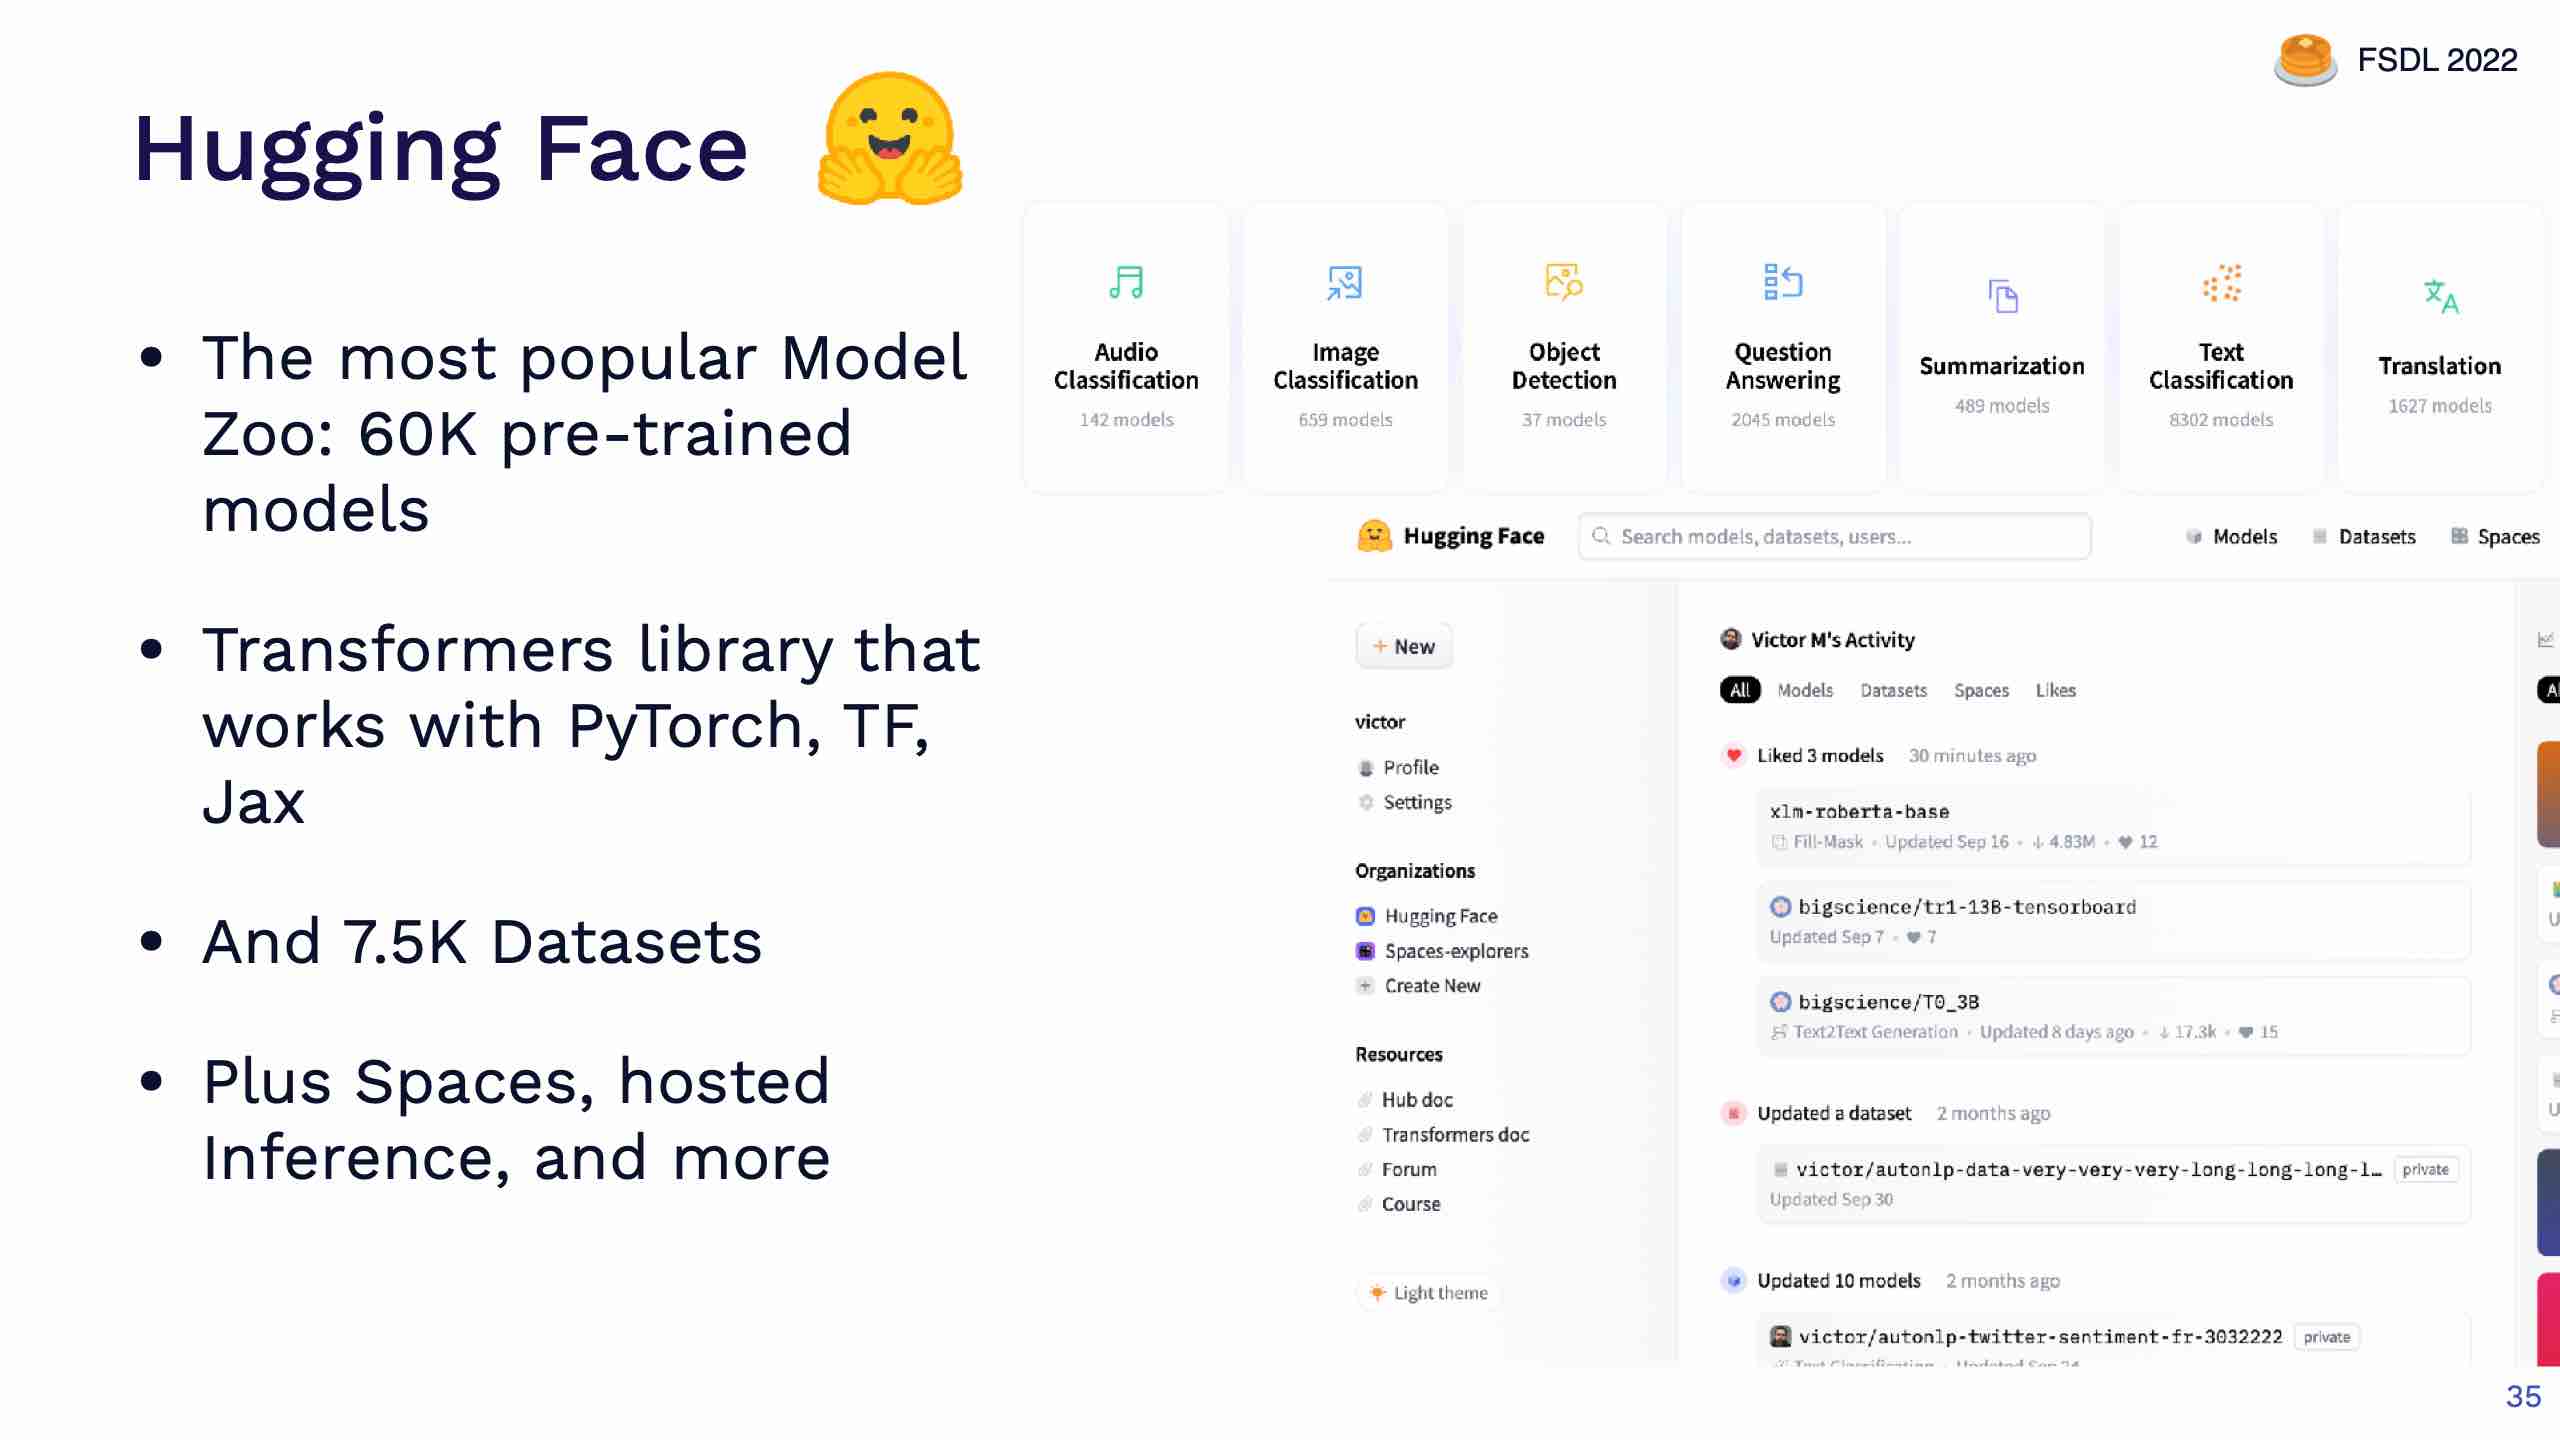 FSDL 2022
Hugging Face
• The most popular Model
Zoo: 60K pre-trained
models
• Transformers library that
works with PyTorch, TF,
Jax
• And 7.5K Datasets
• Plus Spaces, hosted
Inference, and more
Audio
Classification
142 models
Image
Classification
659 models
Object
Detection
37 models
Question
Answering
2045 models
Summarization
489 models
Text
Classification
8302 models
Translation
1627 models
Hugging Face
Search models, datasets, users...
Models
Datasets
Spaces
+ New
victor
Profile
Settings
Organizations
Hugging Face
Spaces-explorers
Create New
Resources
Hub doc
Transformers doc
Forum
Course
Light theme
Victor M's Activity
All Models Datasets Spaces Likes
Liked 3 models 30 minutes ago
xlm-roberta-base
Fill-Mask • Updated Sep 16 • ↓ 4.83M • ♥ 12
bigscience/tr1-13B-tensorboard
Updated Sep 7 • ♥ 7
bigscience/T0_3B
Text2Text Generation • Updated 8 days ago • ↓ 17.3k • ♥ 15
Updated a dataset 2 months ago
victor/autonlp-data-very-very-very-long-long-long-l… private
Updated Sep 30
Updated 10 models 2 months ago
victor/autonlp-twitter-sentiment-fr-3032222 private
Text Classification • Updated Sep 24
35